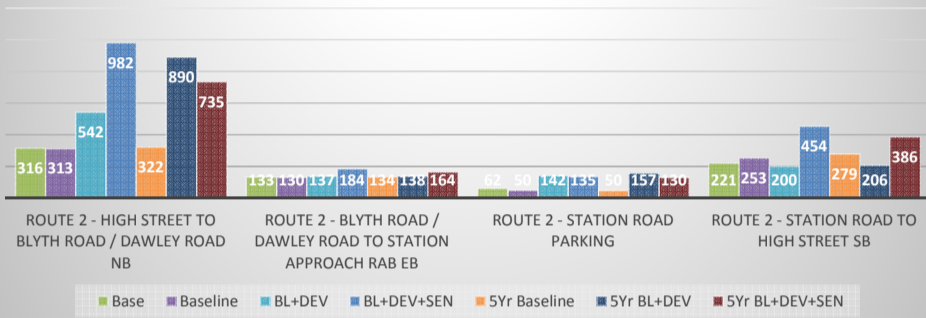 982
890
735
542
454
386
316 313
322
279
221 253 200
206
133 130 137 184 134 138 164
62 50 142 135 50 157 130
ROUTE 2 - HIGH STREET TO
BLYTH ROAD / DAWLEY ROAD
NB
ROUTE 2 - BLYTH ROAD /
DAWLEY ROAD TO STATION
APPROACH RAB EB
ROUTE 2 - STATION ROAD
PARKING
ROUTE 2 - STATION ROAD TO
HIGH STREET SB
Base Baseline BL+DEV BL+DEV+SEN 5Yr Baseline 5Yr BL+DEV 5Yr BL+DEV+SEN